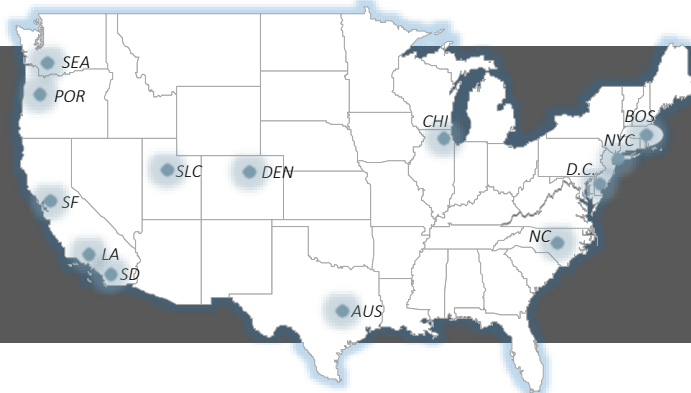 SEA
POR
CHI
BOS
NYC
D.C.
SLC
DEN
SF
NC
LA
SD
AUS